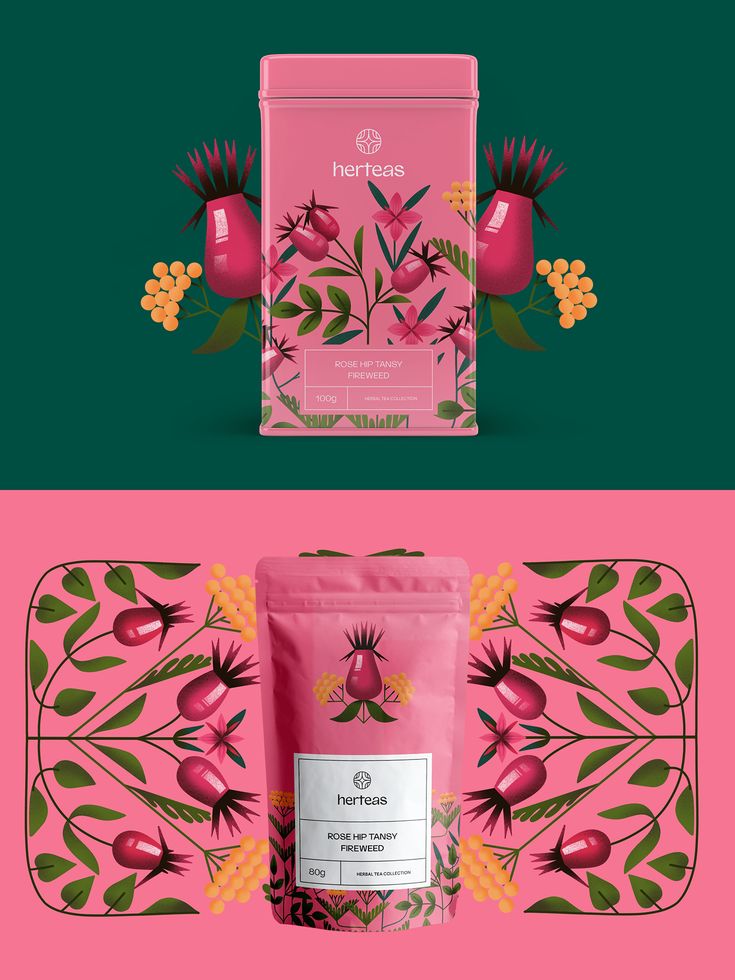 herteas
ROSE HIP TANSY
FIREWEED
100g
HERBAL TEA COLLECTION
herteas
ROSE HIP TANSY
FIREWEED
80g
HERBAL TEA COLLECTION